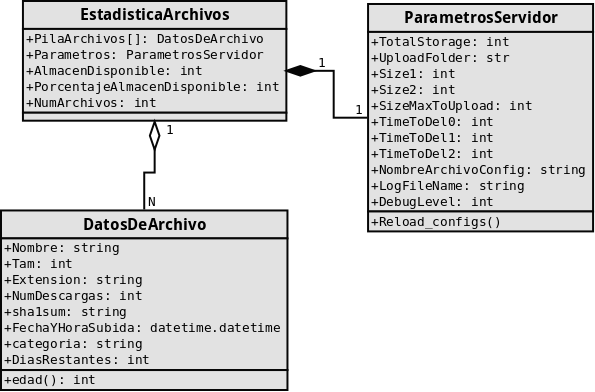 EstadisticaArchivos
+PilaArchivos[]: DatosDeArchivo
+Parametros: ParametrosServidor
+AlmacenDisponible: int
+PorcentajeAlmacenDisponible: int
+NumArchivos: int
1
1
1
N
ParametrosServidor
+TotalStorage: int
+UploadFolder: str
+Size1: int
+Size2: int
+SizeMaxToUpload: int
+TimeToDel0: int
+TimeToDel1: int
+TimeToDel2: int
+NombreArchivoConfig: string
+LogFileName: string
+DebugLevel: int
+Reload_configs()
DatosDeArchivo
+Nombre: string
+Tam: int
+Extension: string
+NumDescargas: int
+sha1sum: string
+FechaYHoraSubida: datetime.datetime
+categoria: string
+DiasRestantes: int
+edad(): int